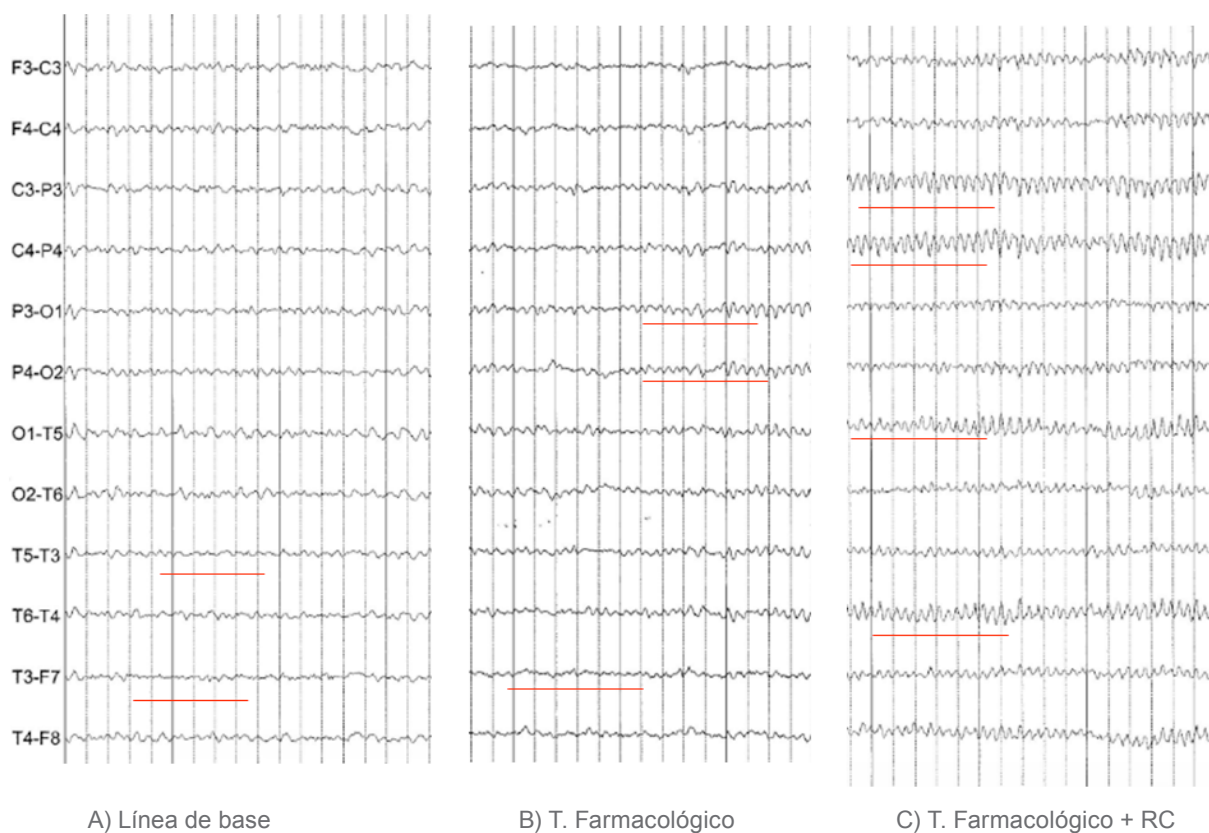 F3-C3
F4-C4
C3-P3
C4-P4
P3-O1
P4-O2
O1-T5
O2-T6
T5-T3
T6-T4
T3-F7
T4-F8
A) Línea de base
B) T. Farmacológico
C) T. Farmacológico + RC